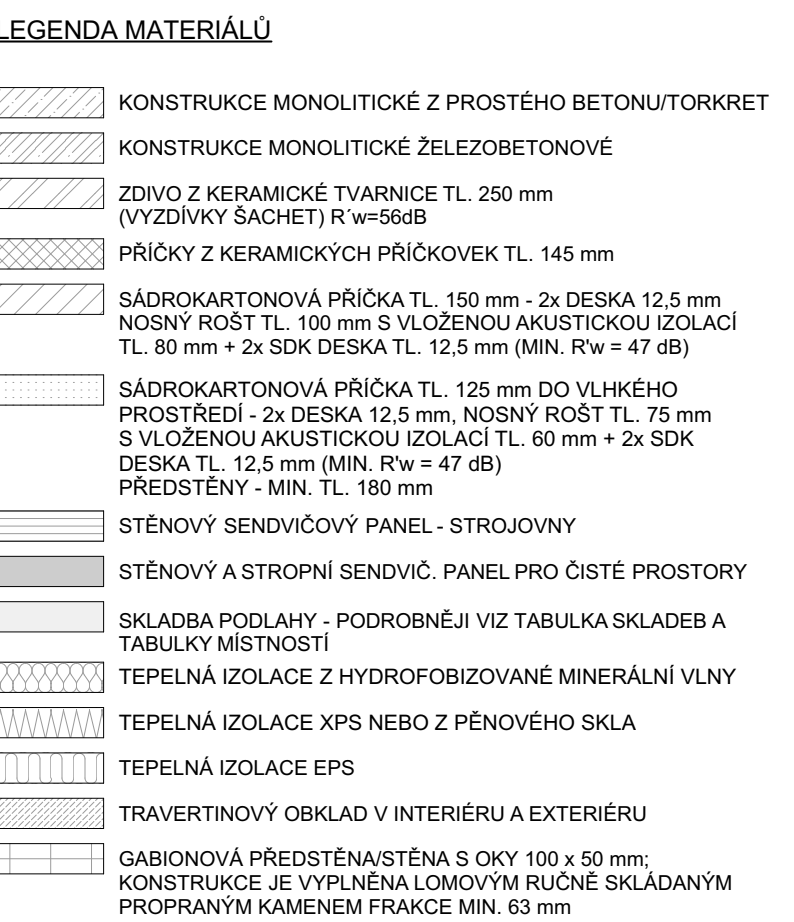 LEGENDA MATERIÁLŮ
KONSTRUKCE MONOLITICKÉ Z PROSTÉHO BETONU/TORKRET
KONSTRUKCE MONOLITICKÉ ŽELEZOBETONOVÉ
ZDIVO Z KERAMICKÉ TVARNICE TL. 250 mm
(VYZDÍVKY ŠACHET) R´w=56dB
PŘÍČKY Z KERAMICKÝCH PŘÍČKOVEK TL. 145 mm
SÁDROKARTONOVÁ PŘÍČKA TL. 150 mm - 2x DESKA 12,5 mm
NOSNÝ ROŠT TL. 100 mm S VLOŽENOU AKUSTICKOU IZOLACÍ
TL. 80 mm + 2x SDK DESKA TL. 12,5 mm (MIN. R'w = 47 dB)
SÁDROKARTONOVÁ PŘÍČKA TL. 125 mm DO VLHKÉHO
PROSTŘEDÍ - 2x DESKA 12,5 mm, NOSNÝ ROŠT TL. 75 mm
S VLOŽENOU AKUSTICKOU IZOLACÍ TL. 60 mm + 2x SDK
DESKA TL. 12,5 mm (MIN. R'w = 47 dB)
PŘEDSTĚNY - MIN. TL. 180 mm
STĚNOVÝ SENDVIČOVÝ PANEL - STROJOVNY
STĚNOVÝ A STROPNÍ SENDVIČ. PANEL PRO ČISTÉ PROSTORY
SKLADBA PODLAHY - PODROBNĚJI VIZ TABULKA SKLADEB A
TABULKY MÍSTNOSTÍ
TEPELNÁ IZOLACE Z HYDROFOBIZOVANÉ MINERÁLNÍ VLNY
TEPELNÁ IZOLACE XPS NEBO Z PĚNOVÉHO SKLA
TEPELNÁ IZOLACE EPS
TRAVERTINOVÝ OBKLAD V INTERIÉRU A EXTERIÉRU
GABIONOVÁ PŘEDSTĚNA/STĚNA S OKY 100 x 50 mm;
KONSTRUKCE JE VYPLNĚNA LOMOVÝM RUČNĚ SKLÁDANÝM
PROPRANÝM KAMENEM FRAKCE MIN. 63 mm